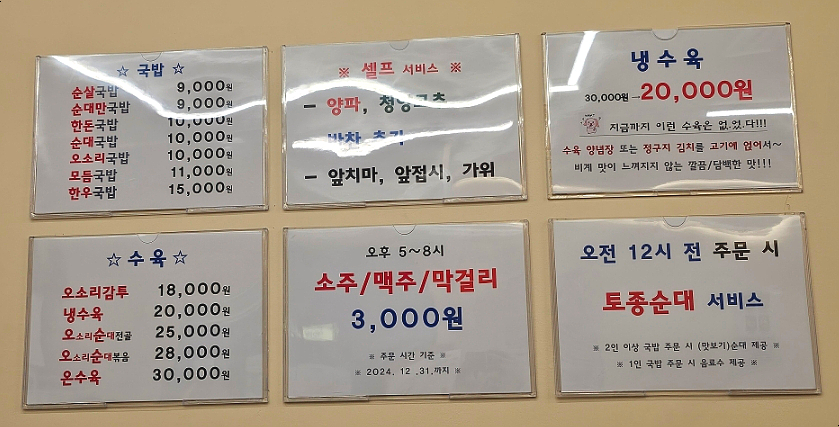 ☆ 국밥 ☆
순살국밥 9,000원
순대만국밥 9,000원
한돈국밥 10,000원
순대국밥 10,000원
오소리국밥 10,000원
모듬국밥 11,000원
한우국밥 15,000원
※ 셀프 서비스 ※
- 양파, 청양고추
반찬 추가
- 앞치마, 앞접시, 가위
냉수육
30,000원→20,000원
지금까지 이런 수육은 없.었.다!!!
수육 양념장 또는 정구지 김치를 고기에 얹어서~
비계 맛이 느껴지지 않는 깔끔/담백한 맛!!!
☆ 수육 ☆
오소리감투 18,000원
냉수육 20,000원
오소리순대전골 25,000원
오소리순대볶음 28,000원
온수육 30,000원
오후 5~8시
소주/맥주/막걸리
3,000원
※ 주문 시간 기준 ※
※ 2024. 12 .31.까지 ※
오전 12시 전 주문 시
토종순대 서비스
※ 2인 이상 국밥 주문 시 (맛보기)순대 제공 ※
※ 1인 국밥 주문 시 음료수 제공 ※